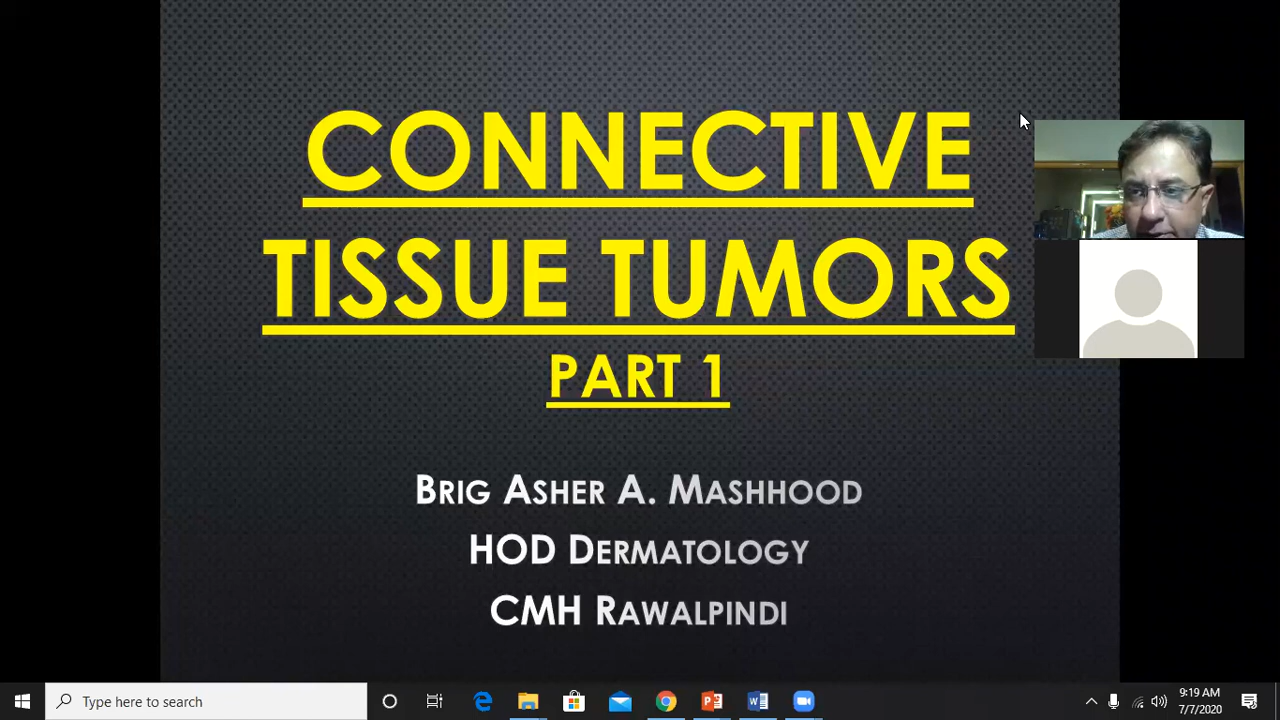 CONNECTIVE
TISSUE TUMORS
PART 1
BRIG ASHER A. MASHHOOD
HOD DERMATOLOGY
CMH RAWALPINDI
Type here to search
9:19 AM
7/7/2020